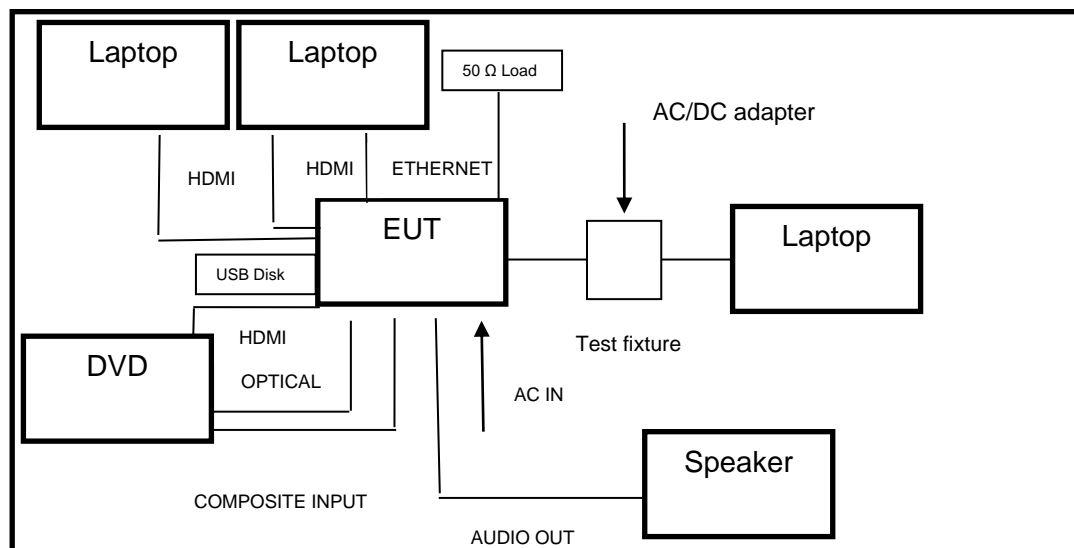 Laptop
Laptop
50 Ω Load
AC/DC adapter
HDMI
HDMI
ETHERNET
EUT
Laptop
USB Disk
HDMI
Test fixture
DVD
OPTICAL
AC IN
Speaker
COMPOSITE INPUT
AUDIO OUT